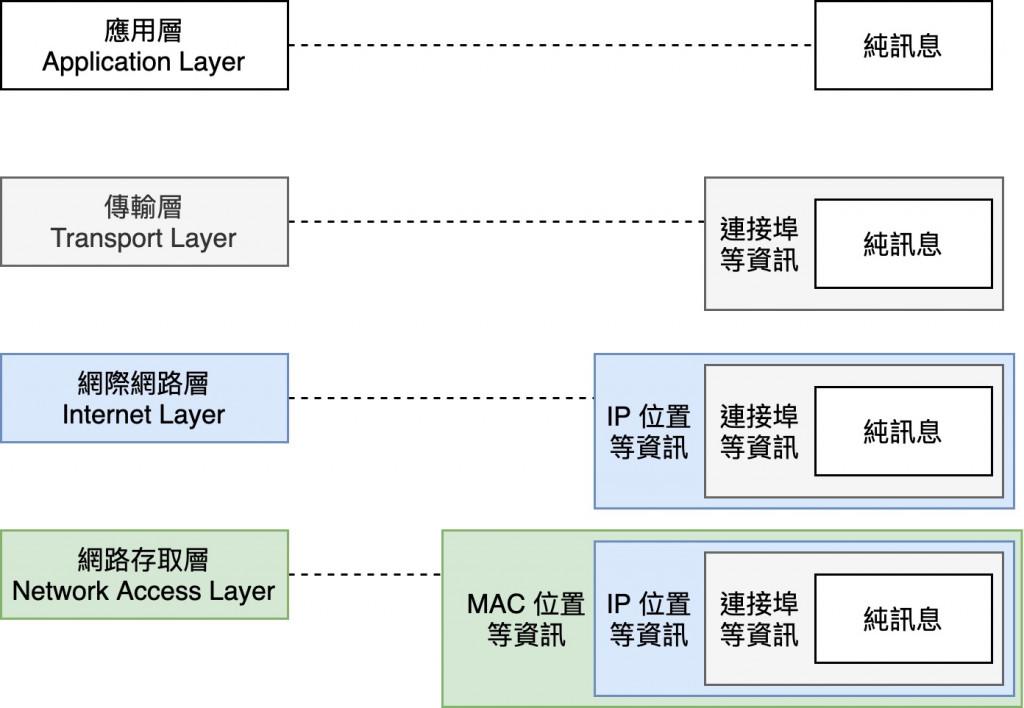 應用層
Application Layer
純訊息
傳輸層
Transport Layer
連接埠
等資訊
純訊息
網際網路層
Internet Layer
IP 位置
等資訊
連接埠
等資訊
純訊息
網路存取層
Network Access Layer
MAC 位置
等資訊
IP 位置
等資訊
連接埠
等資訊
純訊息